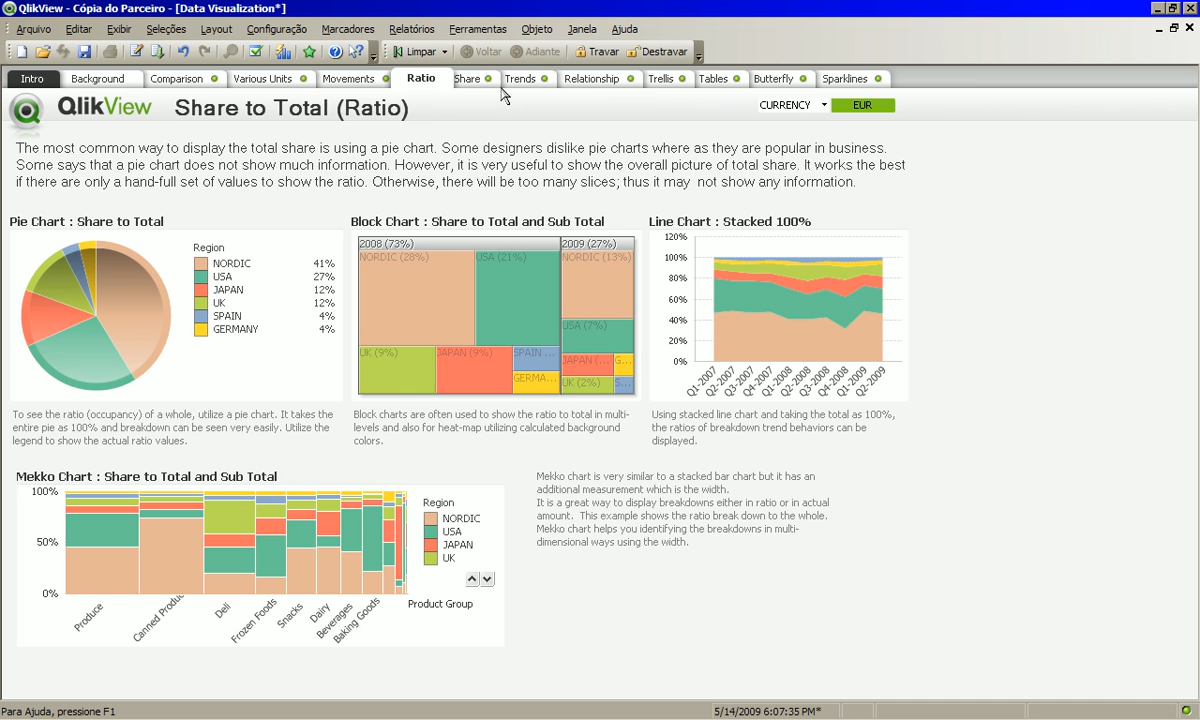 QlikView - Cópia do Parceiro - [Data Visualization*]
Arquivo Editar Exibir Seleções Layout Configuração Marcadores Relatórios Ferramentas Objeto Janela Ajuda
Limpar Voltar Adiante Travar Destravar
Intro Background Comparison Various Units Movements Ratio Share Trends Relationship Trellis Tables Butterfly Sparklines
QlikView Share to Total (Ratio) CURRENCY EUR
The most common way to display the total share is using a pie chart. Some designers dislike pie charts where as they are popular in business.
Some says that a pie chart does not show much information. However, it is very useful to show the overall picture of total share. It works the best
if there are only a hand-full set of values to show the ratio. Otherwise, there will be too many slices; thus it may not show any information.
Pie Chart : Share to Total
Region
NORDIC 41%
USA 27%
JAPAN 12%
UK 12%
SPAIN 4%
GERMANY 4%
To see the ratio (occupancy) of a whole, utilize a pie chart. It takes the
entire pie as 100% and breakdown can be seen very easily. Utilize the
legend to show the actual ratio values.
Block Chart : Share to Total and Sub Total
2008 (73%) 2009 (27%)
NORDIC (28%) USA (21%) NORDIC (13%)
USA (7%)
UK (9%) JAPAN (9%) SPAIN ... JAPAN (... G...
GERMA... UK (2%) S...
Block charts are often used to show the ratio to total in multi-
levels and also for heat-map utilizing calculated background
colors.
Line Chart : Stacked 100%
120%
100%
80%
60%
40%
20%
0%
Q1-2007 Q2-2007 Q3-2007 Q4-2007 Q1-2008 Q2-2008 Q3-2008 Q4-2008 Q1-2009 Q2-2009
Using stacked line chart and taking the total as 100%,
the ratios of breakdown trend behaviors can be
displayed.
Mekko Chart : Share to Total and Sub Total
100%
50%
0%
Produce Canned Produc Deli Frozen Foods Snacks Dairy Beverages Baking Goods
Region
NORDIC
USA
JAPAN
UK
Product Group
Mekko chart is very similar to a stacked bar chart but it has an
additional measurement which is the width.
It is a great way to display breakdowns either in ratio or in actual
amount. This example shows the ratio break down to the whole.
Mekko chart helps you identifying the breakdowns in multi-
dimensional ways using the width.
Para Ajuda, pressione F1 5/14/2009 6:07:35 PM*